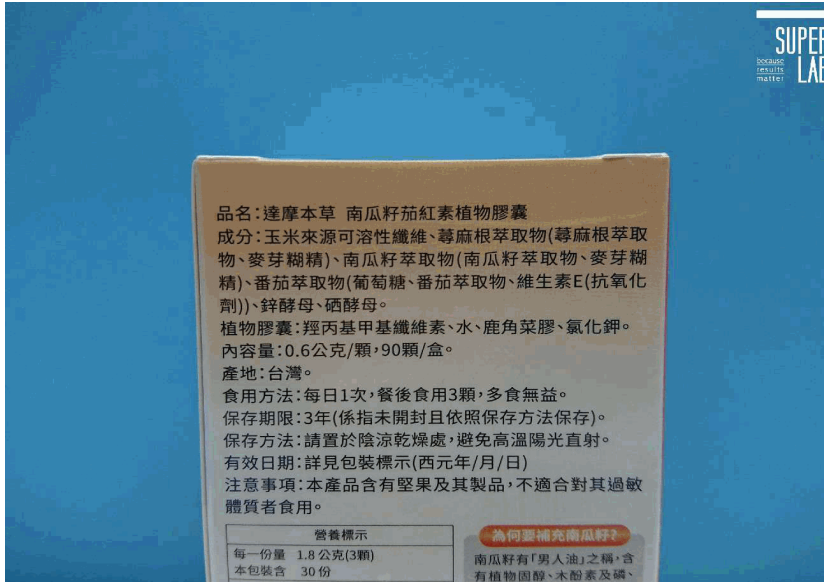 SUPER
because
results
matter
LAB
品名:達摩本草 南瓜籽茄紅素植物膠囊
成分:玉米來源可溶性纖維、蕁麻根萃取物(蕁麻根萃取
物、麥芽糊精)、南瓜籽萃取物(南瓜籽萃取物、麥芽糊
精)、番茄萃取物(葡萄糖、番茄萃取物、維生素E(抗氧化
劑))、鋅酵母、硒酵母。
植物膠囊:羥丙基甲基纖維素、水、鹿角菜膠、氯化鉀。
內容量:0.6公克/顆,90顆/盒。
產地:台灣。
食用方法:每日1次,餐後食用3顆,多食無益。
保存期限:3年(係指未開封且依照保存方法保存)。
保存方法:請置於陰涼乾燥處,避免高溫陽光直射。
有效日期:詳見包裝標示(西元年/月/日)
注意事項:本產品含有堅果及其製品,不適合對其過敏
體質者食用。
營養標示
每一份量 1.8公克(3顆)
本包裝含 30份
為何要補充南瓜籽?
南瓜籽有「男人油」之稱,含
有植物固醇、木酚素及磷、